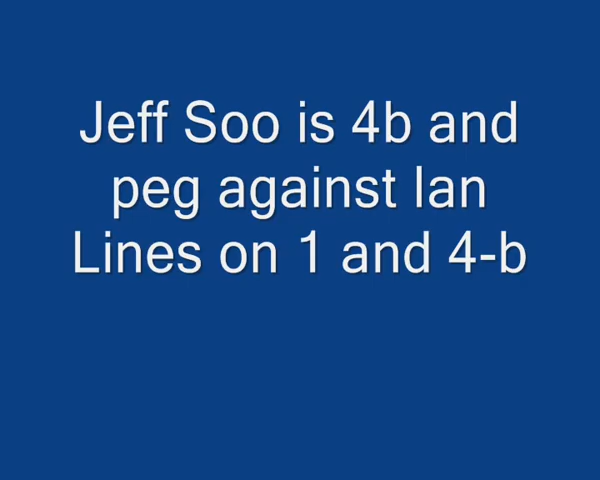 Jeff Soo is 4b and
peg against Ian
Lines on 1 and 4-b